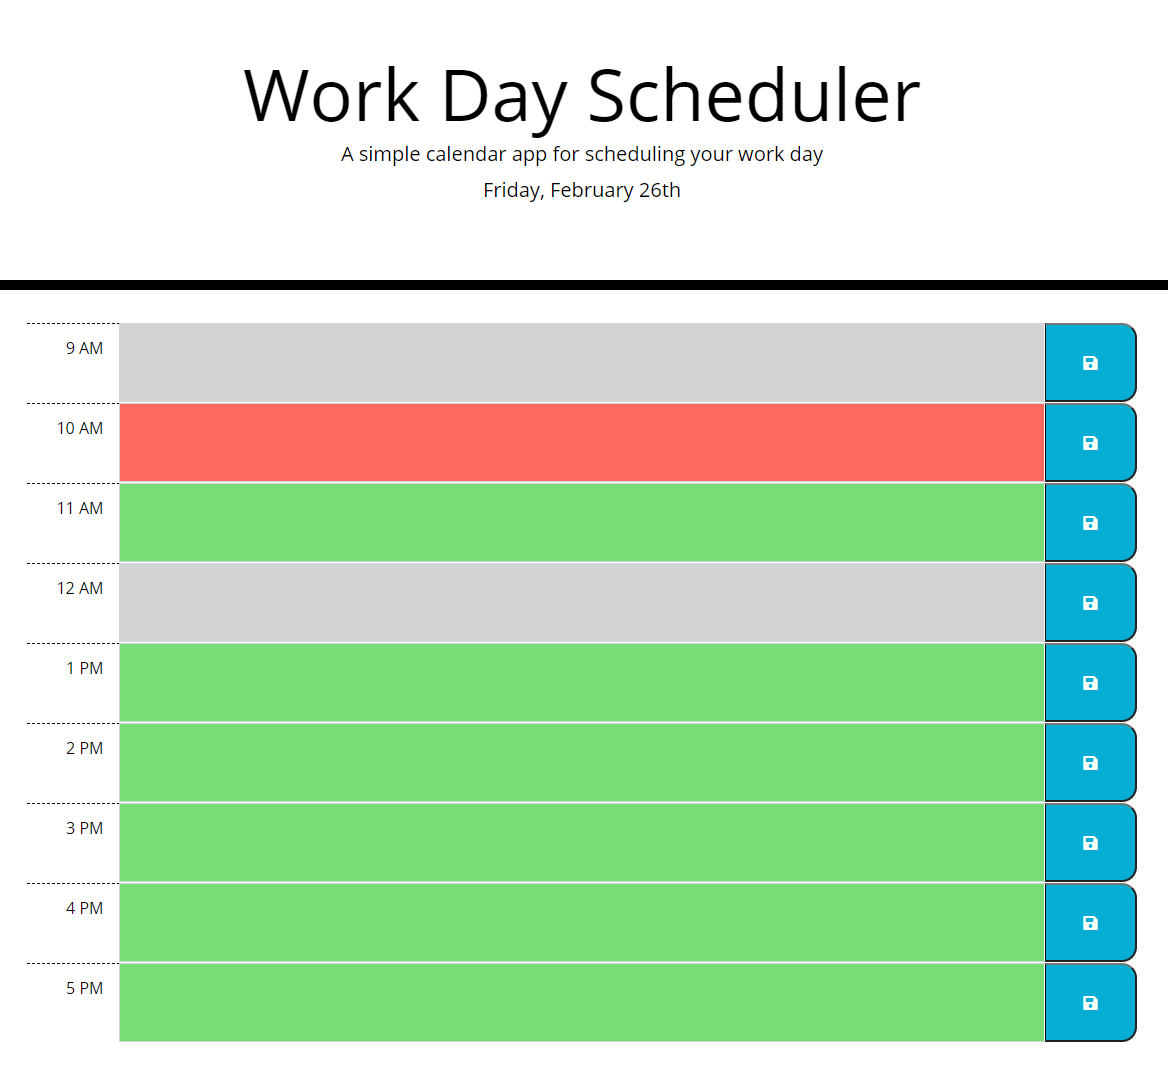 Work Day Scheduler
A simple calendar app for scheduling your work day
Friday, February 26th
9 AM
10 AM
11 AM
12 AM
1 PM
2 PM
3 PM
4 PM
5 PM